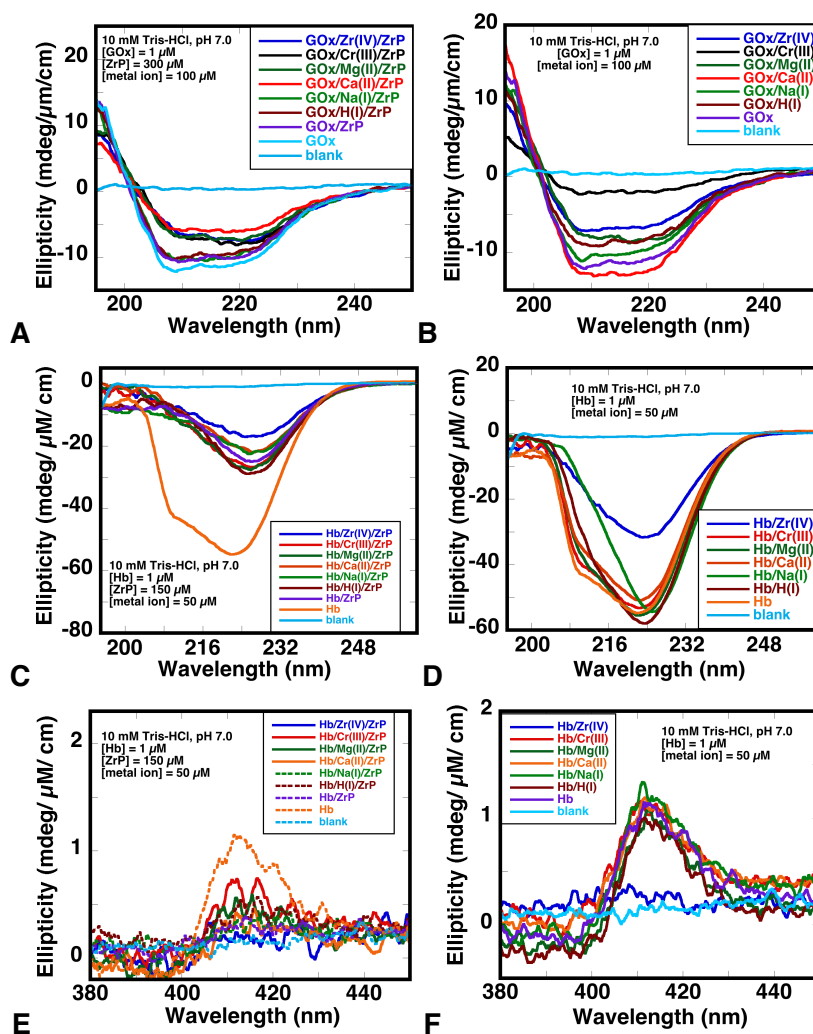 10 mM Tris-HCl, pH 7.0
[GOx] = 1 µM
[ZrP] = 300 µM
[metal ion] = 100 µM
GOx/Zr(IV)/ZrP
GOx/Cr(III)/ZrP
GOx/Mg(II)/ZrP
GOx/Ca(II)/ZrP
GOx/Na(I)/ZrP
GOx/H(I)/ZrP
GOx/ZrP
GOx
blank
Ellipticity (mdeg/µm/cm)
20
10
0
-10
200
220
240
Wavelength (nm)
A
10 mM Tris-HCl, pH 7.0
[GOx] = 1 µM
[metal ion] = 100 µM
GOx/Zr(IV)
GOx/Cr(III)
GOx/Mg(II)
GOx/Ca(II)
GOx/Na(I)
GOx/H(I)
GOx
blank
Ellipticity (mdeg/µm/cm)
20
10
0
-10
200
220
240
Wavelength (nm)
B
Ellipticity (mdeg/ µM/ cm)
0
-20
-40
-60
-80
10 mM Tris-HCl, pH 7.0
[Hb] = 1 µM
[ZrP] = 150 µM
[metal ion] = 50 µM
Hb/Zr(IV)/ZrP
Hb/Cr(III)/ZrP
Hb/Mg(II)/ZrP
Hb/Ca(II)/ZrP
Hb/Na(I)/ZrP
Hb/H(I)/ZrP
Hb/ZrP
Hb
blank
200
216
232
248
Wavelength (nm)
C
Ellipticity (mdeg/ µM/ cm)
20
0
-20
-40
-60
10 mM Tris-HCl, pH 7.0
[Hb] = 1 µM
[metal ion] = 50 µM
Hb/Zr(IV)
Hb/Cr(III)
Hb/Mg(II)
Hb/Ca(II)
Hb/Na(I)
Hb/H(I)
Hb
blank
200
216
232
248
Wavelength (nm)
D
Ellipticity (mdeg/ µM/ cm)
2
1
0
10 mM Tris-HCl, pH 7.0
[Hb] = 1 µM
[ZrP] = 150 µM
[metal ion] = 50 µM
Hb/Zr(IV)/ZrP
Hb/Cr(III)/ZrP
Hb/Mg(II)/ZrP
Hb/Ca(II)/ZrP
Hb/Na(I)/ZrP
Hb/H(I)/ZrP
Hb/ZrP
Hb
blank
380
400
420
440
Wavelength (nm)
E
Ellipticity (mdeg/ µM/ cm)
2
1
0
Hb/Zr(IV)
Hb/Cr(III)
Hb/Mg(II)
Hb/Ca(II)
Hb/Na(I)
Hb/H(I)
Hb
blank
10 mM Tris-HCl, pH 7.0
[Hb] = 1 µM
[metal ion] = 50 µM
380
400
420
440
Wavelength (nm)
F